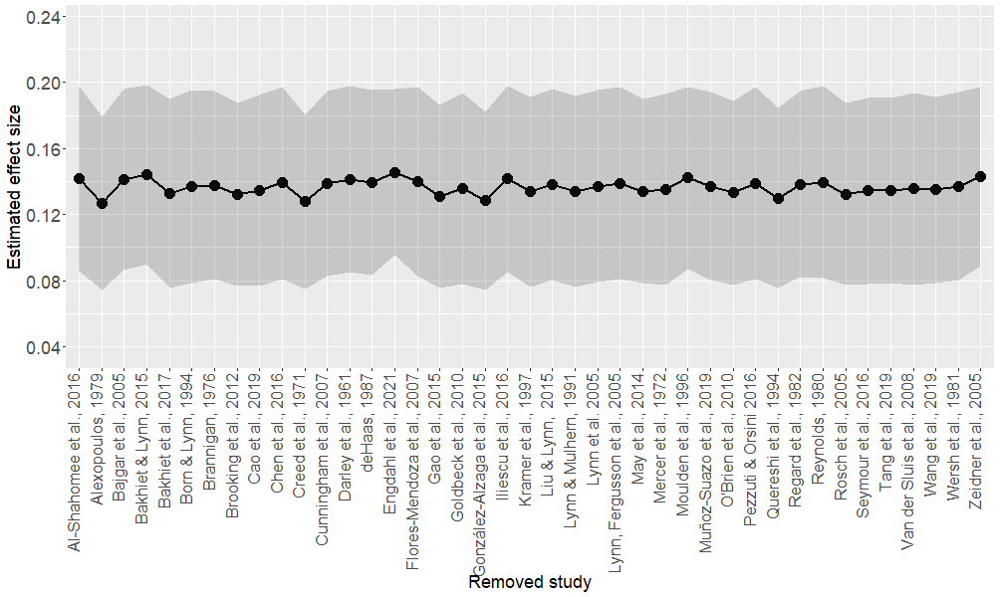 Estimated effect size
0.24
0.20
0.16
0.12
0.08
0.04
Al-Shahomee et al., 2016
Alexopoulos, 1979
Bajgar et al., 2005
Bakhiet & Lynn, 2015
Bakhiet et al., 2017
Born & Lynn, 1994
Brannigan, 1976
Brooking et al., 2012
Cao et al., 2019
Chen et al., 2016
Creed et al., 1971
Cunningham et al., 2007
Darley et al., 1961
deHaas, 1987
Engdahl et al., 2021
Flores-Mendoza et al., 2007
Gao et al., 2015
Goldbeck et al., 2010
González-Alzaga et al., 2015
Illiescu et al., 2016
Kramer et al., 1997
Liu & Lynn, 2015
Lynn & Mulhern, 1991
Lynn et al. 2005
Lynn, Fergusson et al., 2005
May et al., 2014
Mercer et al., 1972
Moulden et al., 1996
Muñoz-Suazo et al., 2019
O'Brien et al., 2010
Pezzuti & Orsini 2016
Quereshi et al., 1994
Regard et al., 1982
Reynolds, 1980
Rosch et al., 2005
Seymour et al., 2016
Tang et al., 2019
Van der Sluis et al., 2008
Wang et al., 2019
Wersh et al., 1981
Zeidner et al., 2005
Removed study